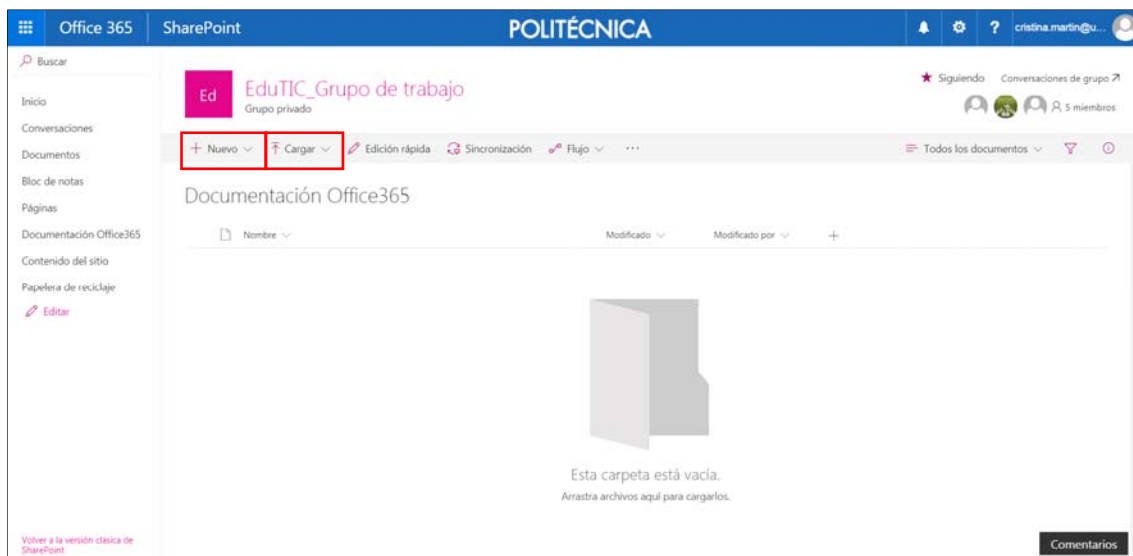 Office 365 SharePoint POLITÉCNICA ? cristina.martin@u...
Buscar
Inicio
Conversaciones
Documentos
Bloc de notas
Páginas
Documentación Office365
Contenido del sitio
Papelera de reciclaje
Editar
Volver a la versión clásica de
SharePoint
Ed
EduTIC_Grupo de trabajo
Grupo privado
Siguiendo Conversaciones de grupo
5 miembros
Nuevo Cargar Edición rápida Sincronización Flujo ... Todos los documentos
Documentación Office365
Nombre Modificado Modificado por
Esta carpeta está vacía.
Arrastra archivos aquí para cargarlos.
Comentarios